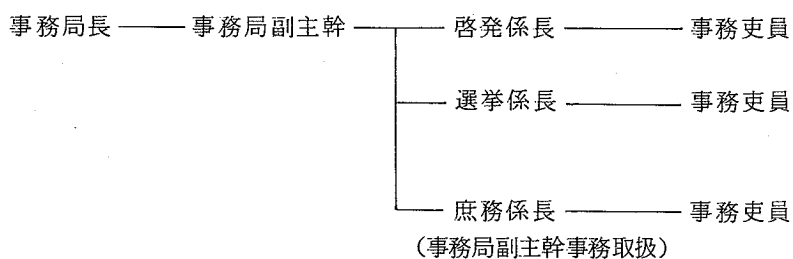 事務局長 事務局副主幹 啓発係長 事務吏員
選挙係長 事務吏員
庶務係長 事務吏員
(事務局副主幹事務取扱)